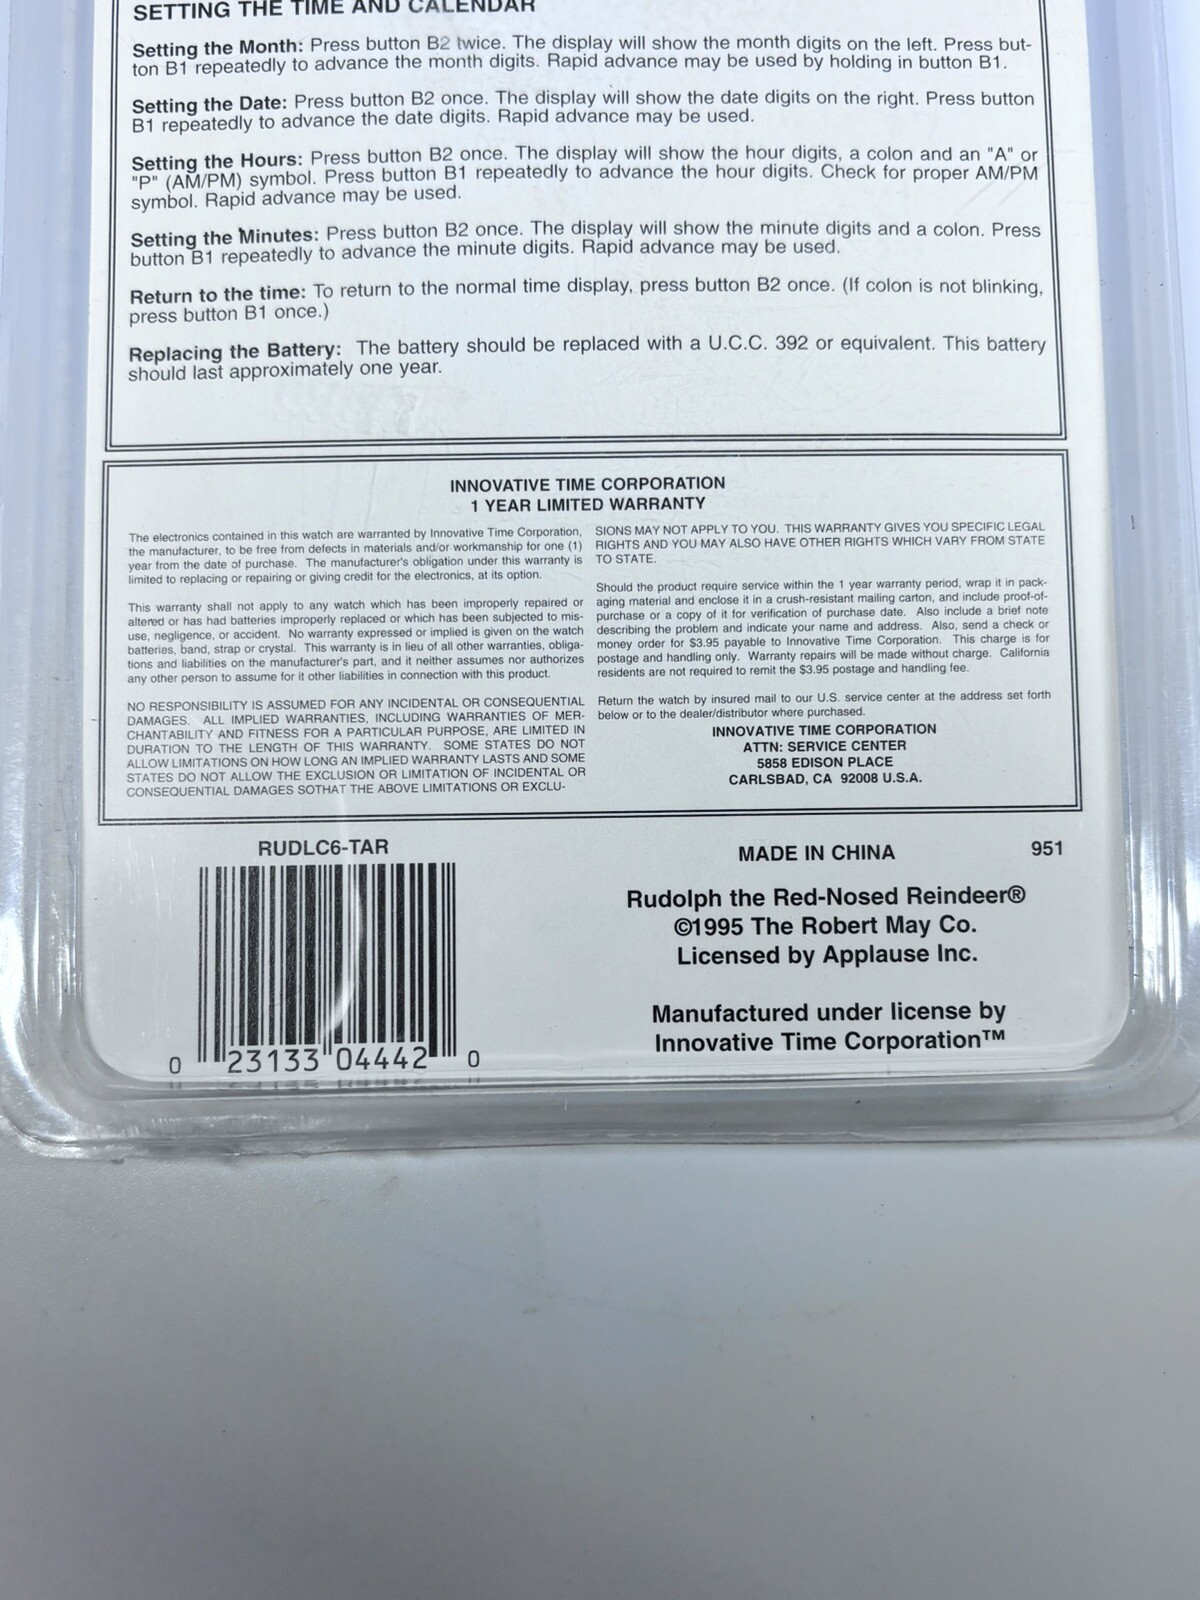 SETTING THE TIME AND CALENDAR
Setting the Month: Press button B2 twice. The display will show the month digits on the left. Press but-
ton B1 repeatedly to advance the month digits. Rapid advance may be used by holding in button B1.
Setting the Date: Press button B2 once. The display will show the date digits on the right. Press button
B1 repeatedly to advance the date digits. Rapid advance may be used.
Setting the Hours: Press button B2 once. The display will show the hour digits, a colon and an "A" or
"P" (AM/PM) symbol. Press button B1 repeatedly to advance the hour digits. Check for proper AM/PM
symbol. Rapid advance may be used.
Setting the Minutes: Press button B2 once. The display will show the minute digits and a colon. Press
button B1 repeatedly to advance the minute digits. Rapid advance may be used.
Return to the time: To return to the normal time display, press button B2 once. (If colon is not blinking,
press button B1 once.)
Replacing the Battery: The battery should be replaced with a U.C.C. 392 or equivalent. This battery
should last approximately one year.
INNOVATIVE TIME CORPORATION
1 YEAR LIMITED WARRANTY
The electronics contained in this watch are warranted by Innovative Time Corporation,
the manufacturer, to be free from defects in materials and/or workmanship for one (1)
year from the date of purchase. The manufacturer's obligation under this warranty is
limited to replacing or repairing or giving credit for the electronics, at its option.
This warranty shall not apply to any watch which has been improperly repaired or
altered or has had batteries improperly replaced or which has been subjected to mis-
use, negligence, or accident. No warranty expressed or implied is given on the watch
batteries, band, strap or crystal. This warranty is in lieu of all other warranties, obliga-
tions and liabilities on the manufacturer's part, and it neither assumes nor authorizes
any other person to assume for it other liabilities in connection with this product.
NO RESPONSIBILITY IS ASSUMED FOR ANY INCIDENTAL OR CONSEQUENTIAL
DAMAGES. ALL IMPLIED WARRANTIES, INCLUDING WARRANTIES OF MER-
CHANTABILITY AND FITNESS FOR A PARTICULAR PURPOSE, ARE LIMITED IN
DURATION TO THE LENGTH OF THIS WARRANTY. SOME STATES DO NOT
ALLOW LIMITATIONS ON HOW LONG AN IMPLIED WARRANTY LASTS AND SOME
STATES DO NOT ALLOW THE EXCLUSION OR LIMITATION OF INCIDENTAL OR
CONSEQUENTIAL DAMAGES SOTHAT THE ABOVE LIMITATIONS OR EXCLU-
SIONS MAY NOT APPLY TO YOU. THIS WARRANTY GIVES YOU SPECIFIC LEGAL
RIGHTS AND YOU MAY ALSO HAVE OTHER RIGHTS WHICH VARY FROM STATE
TO STATE.
Should the product require service within the 1 year warranty period, wrap it in pack-
aging material and enclose it in a crush-resistant mailing carton, and include proof-of-
purchase or a copy of it for verification of purchase date. Also include a brief note
describing the problem and indicate your name and address. Also, send a check or
money order for $3.95 payable to Innovative Time Corporation. This charge is for
postage and handling only. Warranty repairs will be made without charge. California
residents are not required to remit the $3.95 postage and handling fee.
Return the watch by insured mail to our U.S. service center at the address set forth
below or to the dealer/distributor where purchased.
INNOVATIVE TIME CORPORATION
ATTN: SERVICE CENTER
5858 EDISON PLACE
CARLSBAD, CA 92008 U.S.A.
RUDLC6-TAR
0 23133 04442 0
MADE IN CHINA
951
Rudolph the Red-Nosed Reindeer®
©1995 The Robert May Co.
Licensed by Applause Inc.
Manufactured under license by
Innovative Time Corporation™